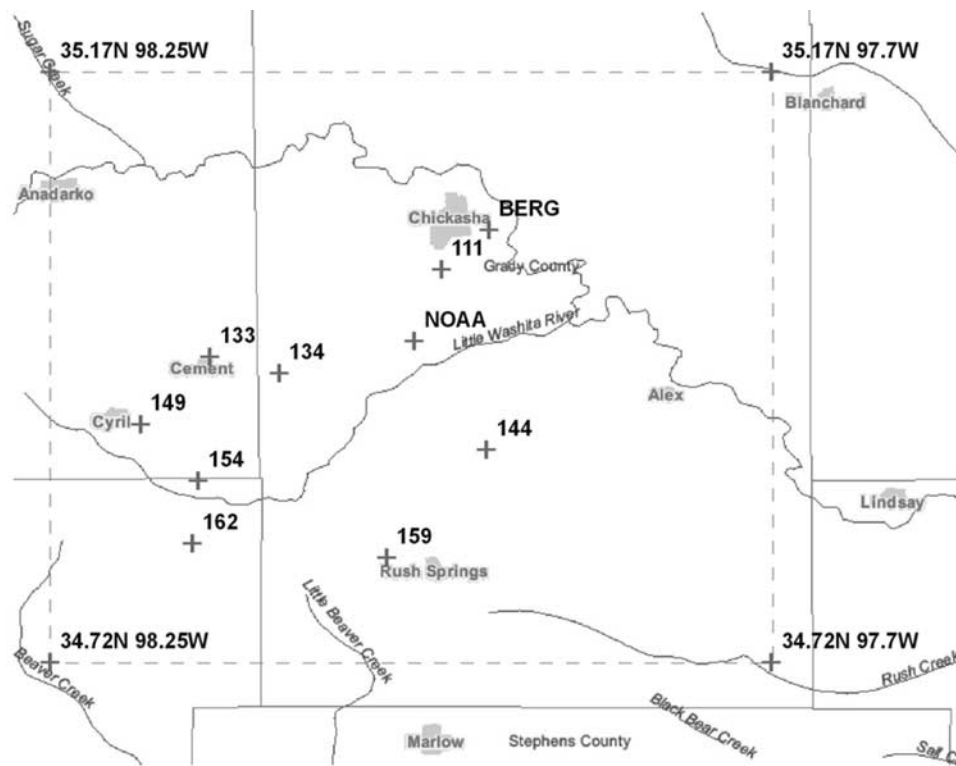 Sugar Creek
35.17N 98.25W
35.17N 97.7W
Blanchard
Anadarko
Chickasha
BERG
111
Grady County
NOAA
Little Washita River
133
134
Cement
Alex
149
Cyril
144
154
Lindsay
162
159
Rush Springs
Little Beaver Creek
34.72N 98.25W
34.72N 97.7W
Beaver Creek
Rush Creek
Black Bear Creek
Marlow
Stephens County
Salt C